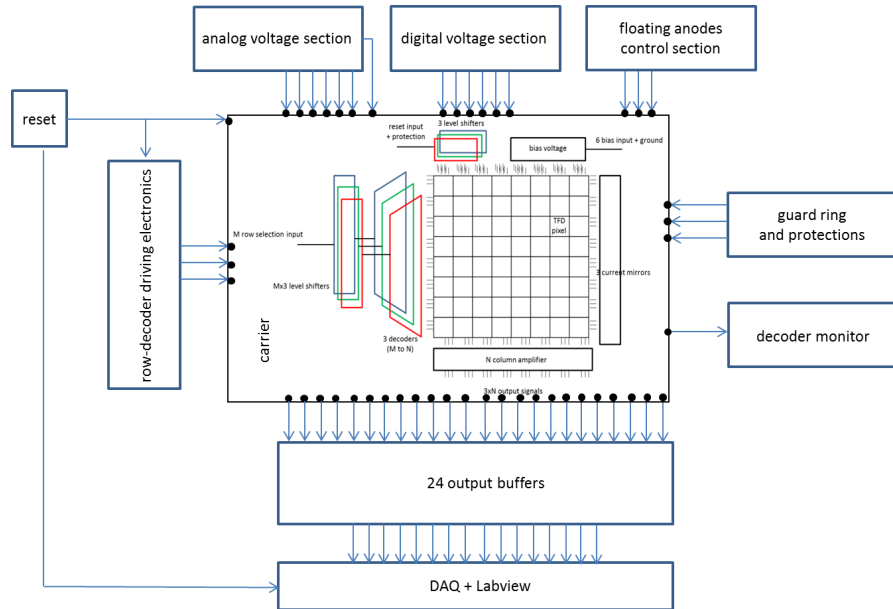 analog voltage section
digital voltage section
floating anodes
control section
reset
reset input
+ protection
3 level shifters
bias voltage
6 bias input + ground
row-decoder driving electronics
M row selection input
Mx3 level shifters
TFD
pixel
3 current mirrors
guard ring
and protections
decoder monitor
carrier
3 decoders
(M to N)
N column amplifier
3xN output signals
24 output buffers
DAQ + Labview